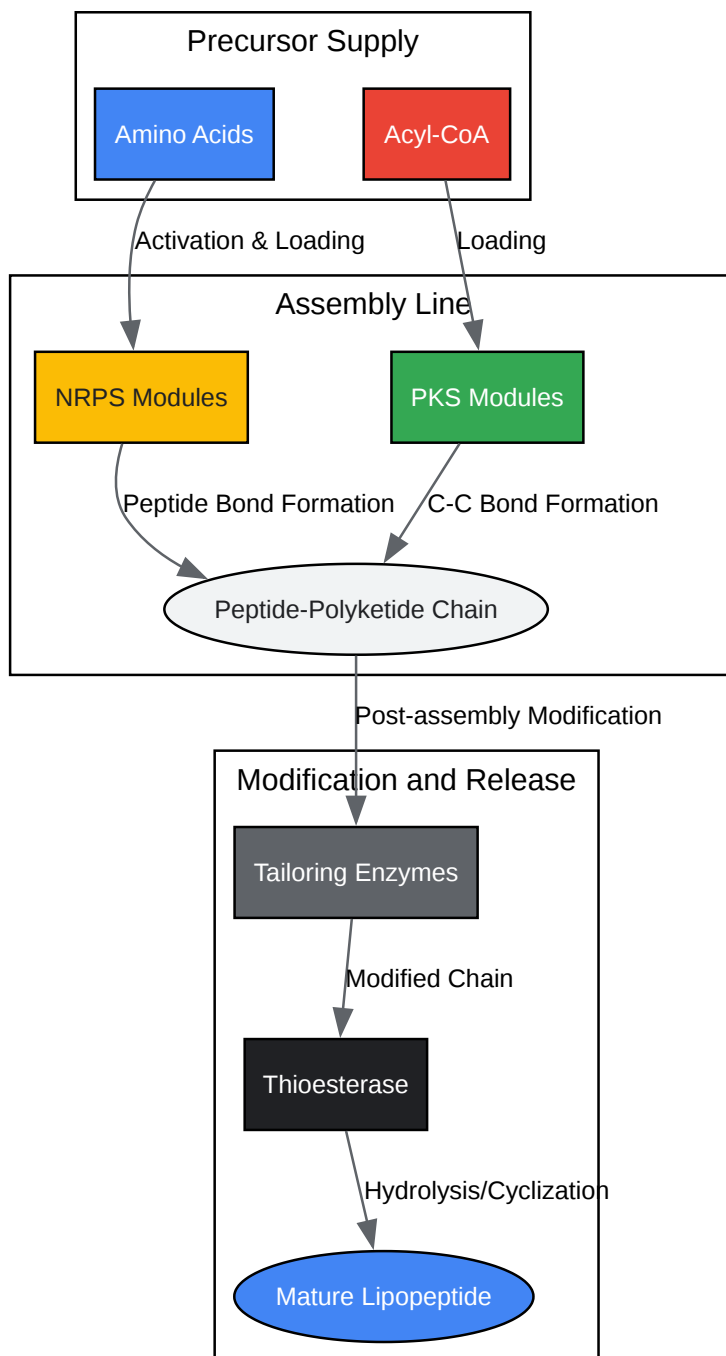 Precursor Supply
Amino Acids
Acyl-CoA
Activation & Loading
Loading
Assembly Line
NRPS Modules
PKS Modules
Peptide Bond Formation
C-C Bond Formation
Peptide-Polyketide Chain
Post-assembly Modification
Modification and Release
Tailoring Enzymes
Modified Chain
Thioesterase
Hydrolysis/Cyclization
Mature Lipopeptide